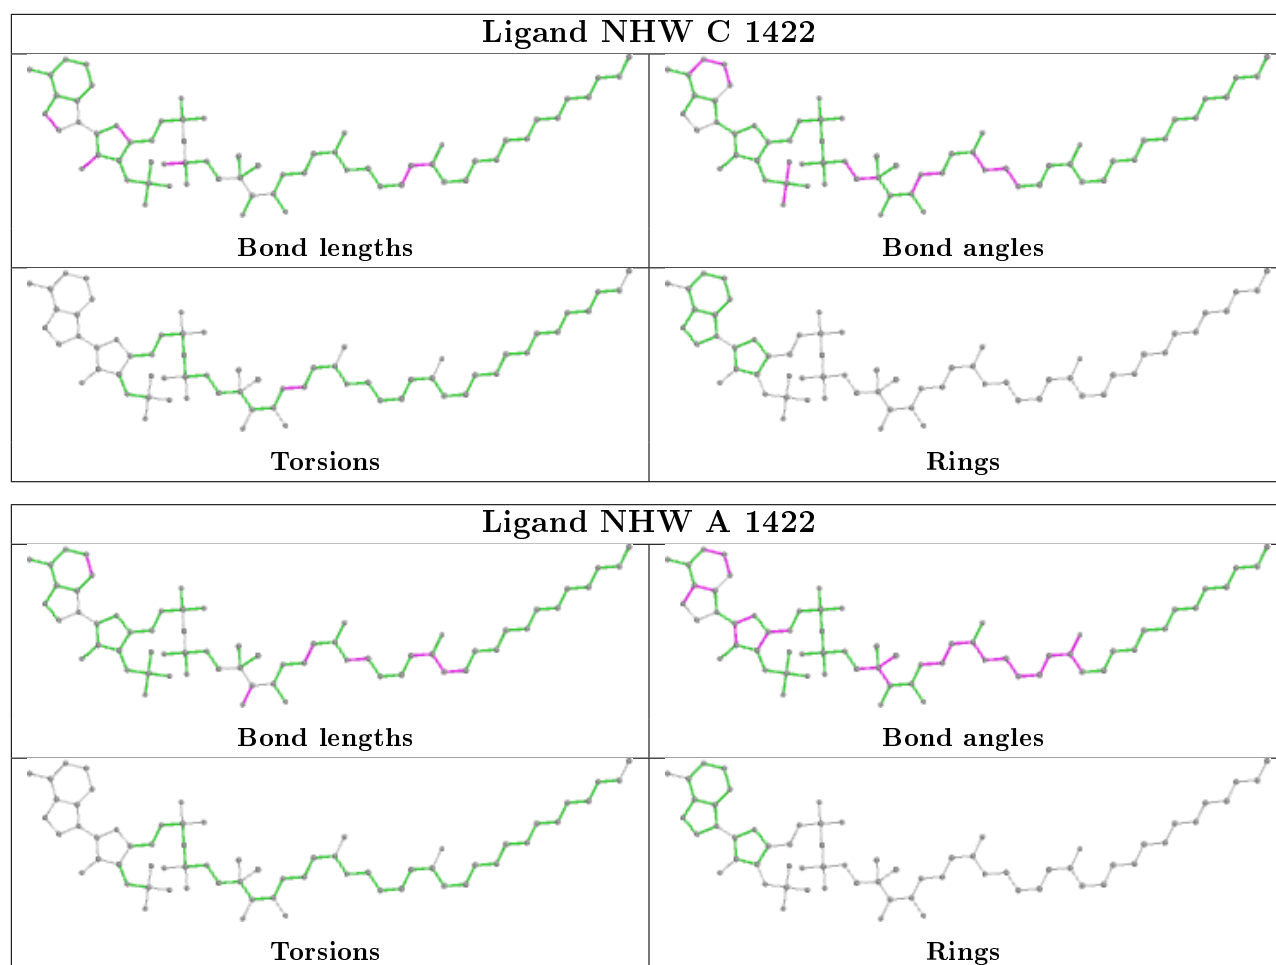 Ligand NHW C 1422
Bond lengths
Bond angles
Torsions
Rings
Ligand NHW A 1422
Bond lengths
Bond angles
Torsions
Rings